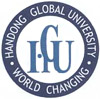 HANDONG GLOBAL UNIVERSITY
HGU
• WORLD CHANGING •